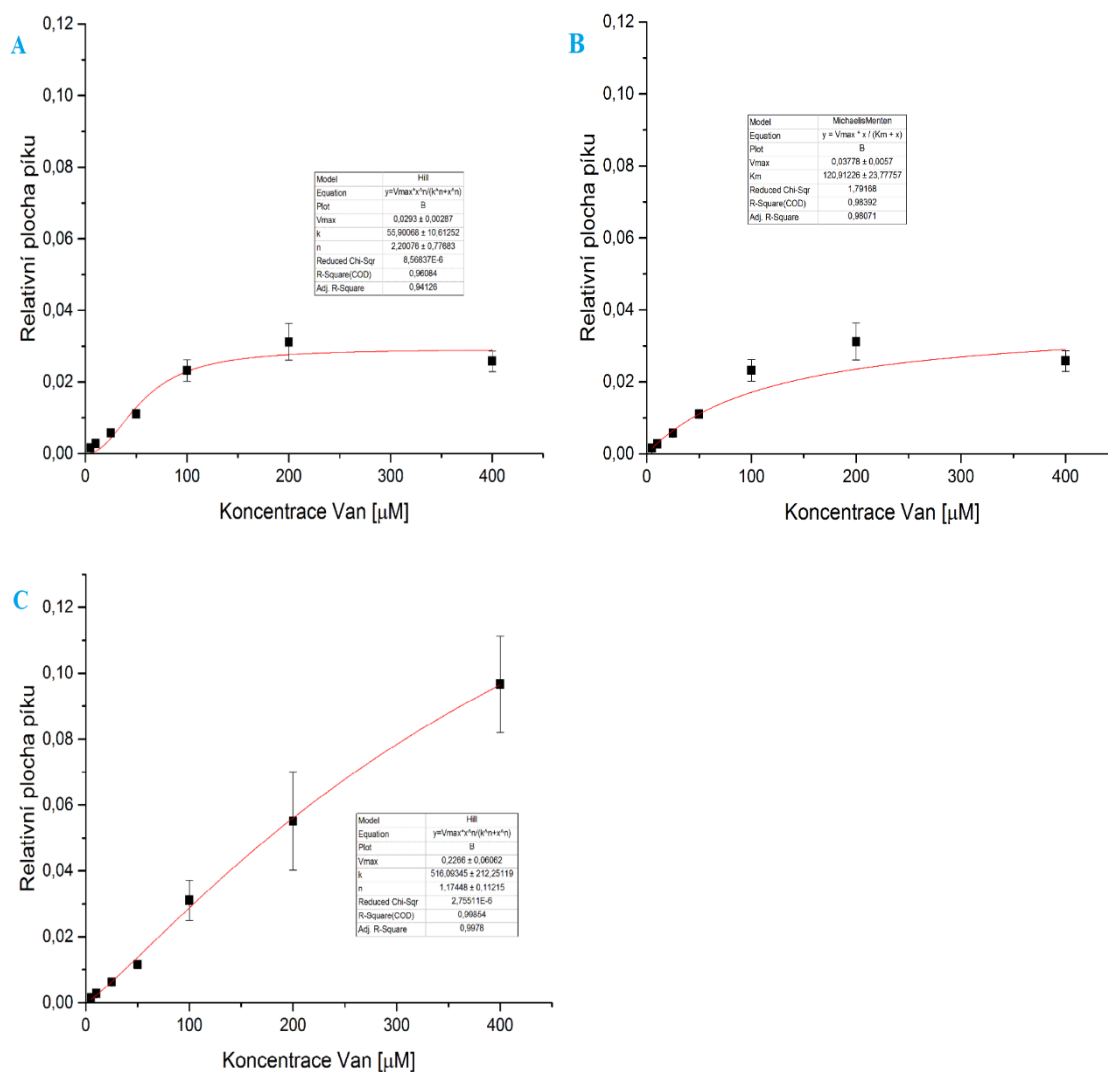 A
0,12
0,10
0,08
0,06
0,04
0,02
0,00
Relativní plocha píku
Model Hill
Equation y=Vmax*x^n/(k^n+x^n)
Plot B
Vmax 0,0293 ± 0,00287
k 55,90068 ± 10,61252
n 2,20076 ± 0,77683
Reduced Chi-Sqr 8,56837E-6
R-Square(COD) 0,96084
Adj. R-Square 0,94126
0 100 200 300 400
Koncentrace Van [μM]
B
0,12
0,10
0,08
0,06
0,04
0,02
0,00
Relativní plocha píku
Model MichaelisMenten
Equation y = Vmax * x / (Km + x)
Plot B
Vmax 0,03778 ± 0,0057
Km 120,91226 ± 23,77757
Reduced Chi-Sqr 1,79168
R-Square(COD) 0,98392
Adj. R-Square 0,98071
0 100 200 300 400
Koncentrace Van [μM]
C
0,12
0,10
0,08
0,06
0,04
0,02
0,00
Relativní plocha píku
Model Hill
Equation y=Vmax*x^n/(k^n+x^n)
Plot B
Vmax 0,2266 ± 0,06062
k 516,09345 ± 212,25119
n 1,17448 ± 0,11215
Reduced Chi-Sqr 2,75511E-6
R-Square(COD) 0,99854
Adj. R-Square 0,9978
0 100 200 300 400
Koncentrace Van [μM]